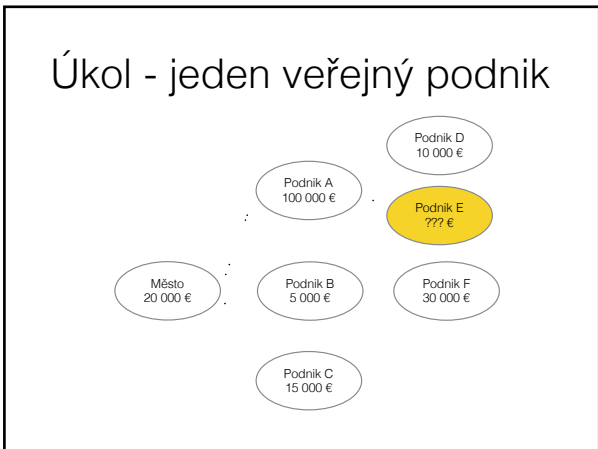 Úkol - jeden veřejný podnik
Podnik D
10 000 €
Podnik A
100 000 €
Podnik E
??? €
Město
20 000 €
Podnik B
5 000 €
Podnik F
30 000 €
Podnik C
15 000 €